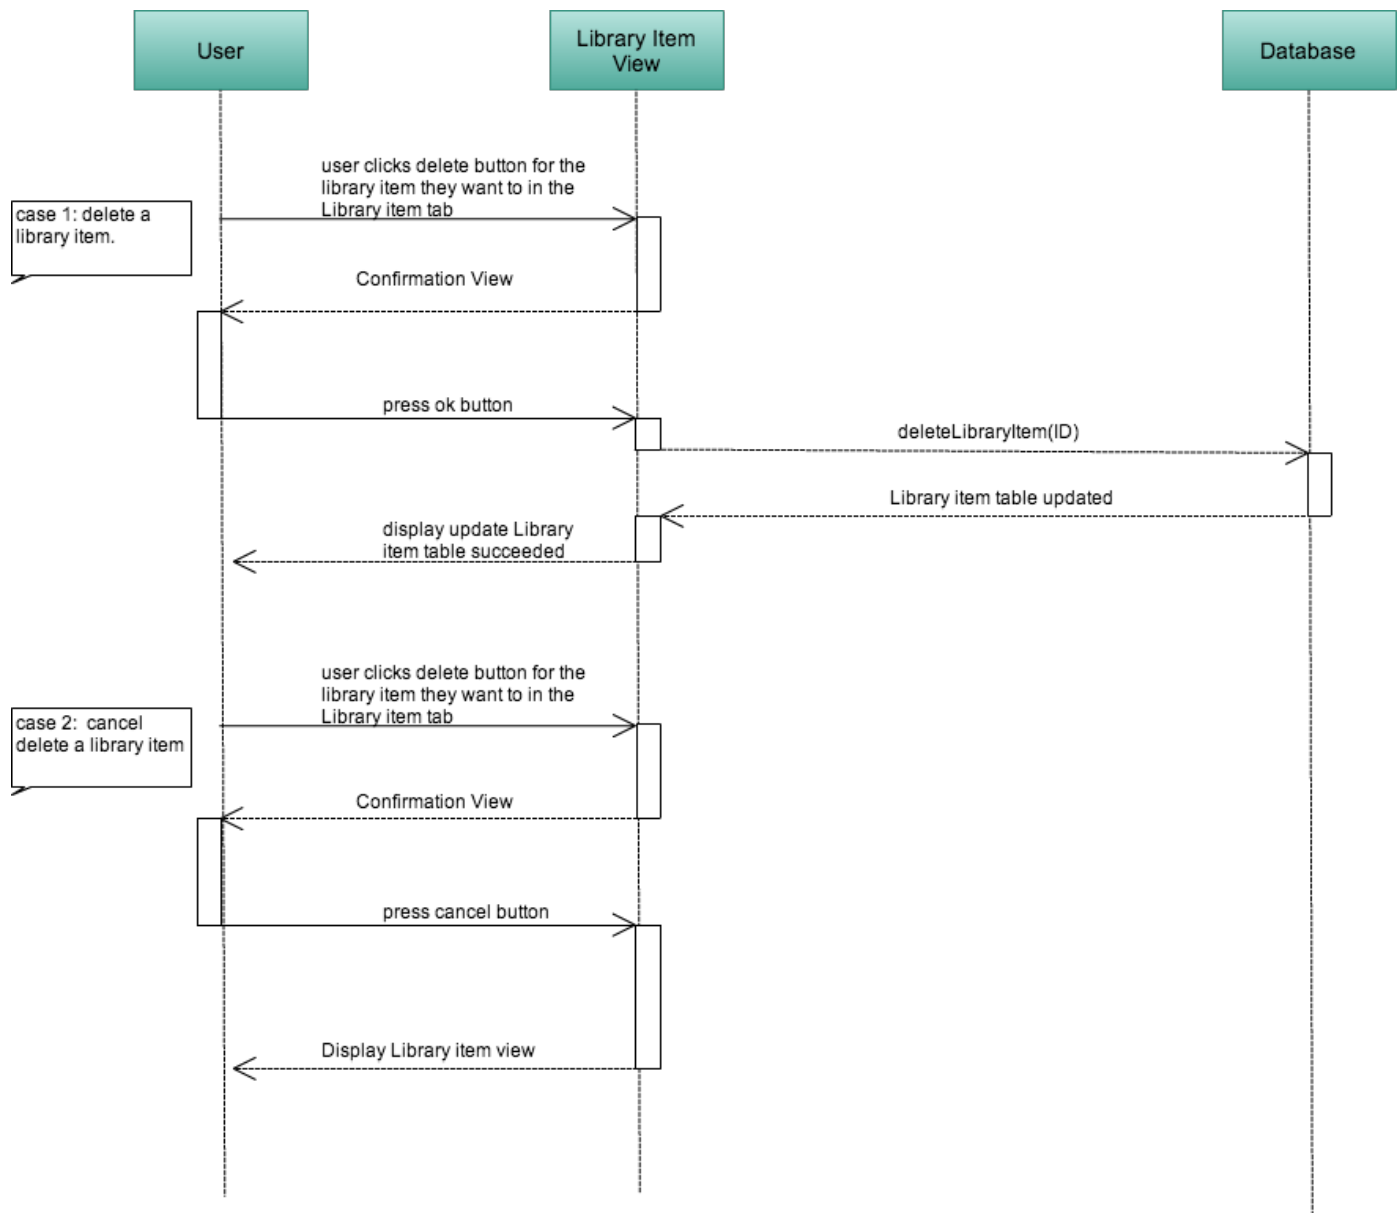 User
Library Item
View
Database
user clicks delete button for the
library item they want to in the
Library item tab
case 1: delete a
library item.
Confirmation View
press ok button
deleteLibraryItem(ID)
Library item table updated
display update Library
item table succeeded
user clicks delete button for the
library item they want to in the
Library item tab
case 2:  cancel
delete a library item
Confirmation View
press cancel button
Display Library item view